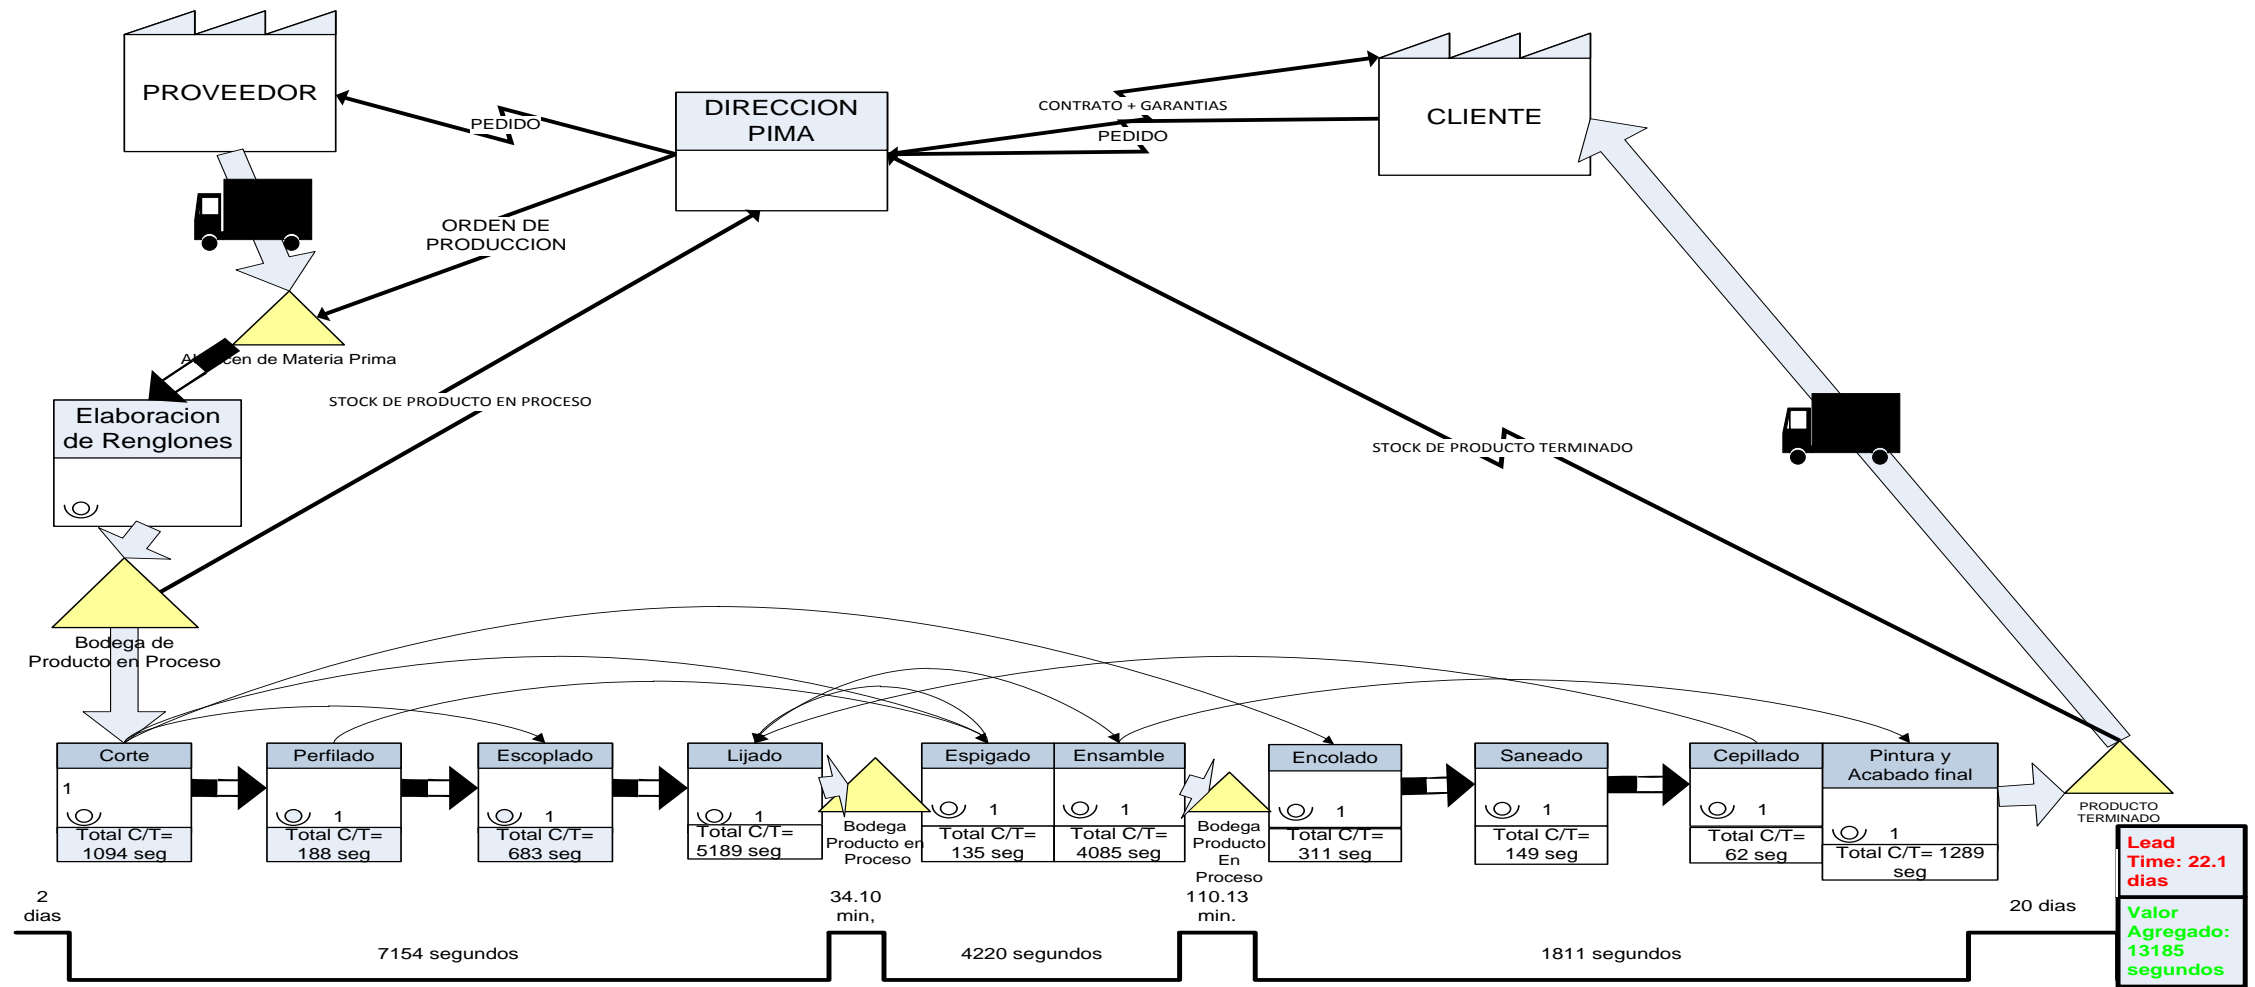 PROVEEDOR
PEDIDO
DIRECCION
PIMA
CONTRATO + GARANTIAS
PEDIDO
CLIENTE
ORDEN DE
PRODUCCION
Almacen de Materia Prima
Elaboracion
de Renglones
STOCK DE PRODUCTO EN PROCESO
STOCK DE PRODUCTO TERMINADO
Bodega de
Producto en Proceso
Corte
1
Total C/T=
1094 seg
Perfilado
1
Total C/T=
188 seg
Escoplado
1
Total C/T=
683 seg
Lijado
1
Total C/T=
5189 seg
Bodega
Producto en
Proceso
Espigado
1
Total C/T=
135 seg
Ensamble
1
Total C/T=
4085 seg
Bodega
Producto
En
Proceso
Encolado
1
Total C/T=
311 seg
Saneado
1
Total C/T=
149 seg
Cepillado
1
Total C/T=
62 seg
Pintura y
Acabado final
1
Total C/T= 1289
seg
PRODUCTO
TERMINADO
2
dias
7154 segundos
34.10
min,
4220 segundos
110.13
min.
1811 segundos
20 dias
Lead
Time: 22.1
dias
Valor
Agregado:
13185
segundos